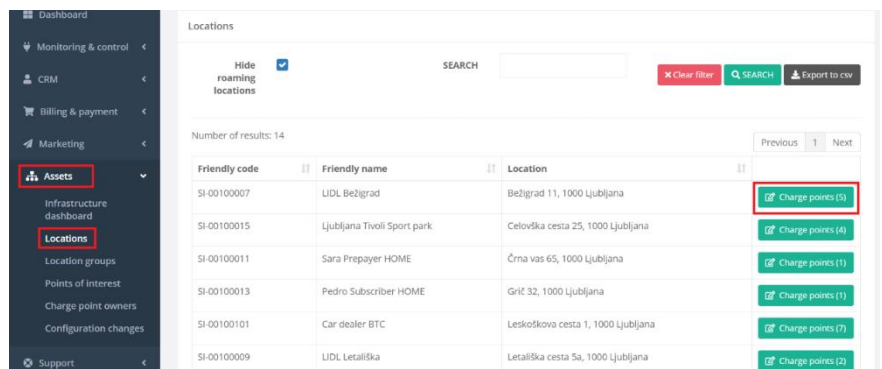 Dashboard
Monitoring & control
CRM
Billing & payment
Marketing
Assets
Infrastructure
dashboard
Locations
Location groups
Points of interest
Charge point owners
Configuration changes
Support
Locations
Hide
roaming
locations
SEARCH
Clear filter
SEARCH
Export to csv
Number of results: 14
Previous 1 Next
Friendly code Friendly name Location
SI-00100007 LIDL Bežigrad Bežigrad 11, 1000 Ljubljana Charge points (5)
SI-00100015 Ljubljana Tivoli Sport park Celovška cesta 25, 1000 Ljubljana Charge points (4)
SI-00100011 Sara Prepayer HOME Črna vas 65, 1000 Ljubljana Charge points (1)
SI-00100013 Pedro Subscriber HOME Grič 32, 1000 Ljubljana Charge points (1)
SI-00100101 Car dealer BTC Leskoškova cesta 1, 1000 Ljubljana Charge points (7)
SI-00100009 LIDL Letališka Letališka cesta 5a, 1000 Ljubljana Charge points (2)